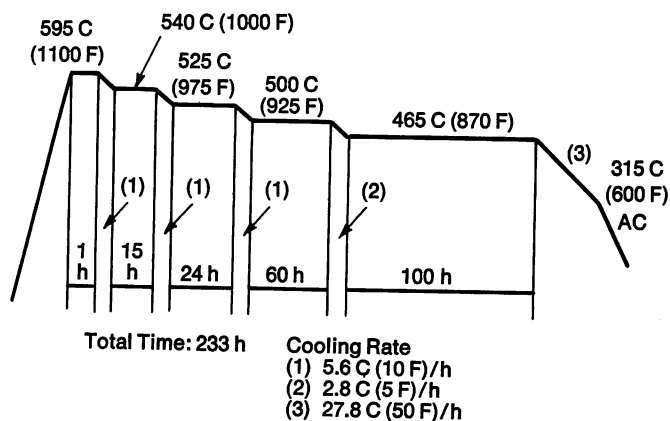 595 C
(1100 F)
540 C (1000 F)
525 C
(975 F)
500 C
(925 F)
465 C (870 F)
(3)
315 C
(600 F)
AC
(1)
(1)
(1)
(2)
1
h
15
h
24 h
60 h
100 h
Total Time: 233 h
Cooling Rate
(1) 5.6 C (10 F)/h
(2) 2.8 C (5 F)/h
(3) 27.8 C (50 F)/h